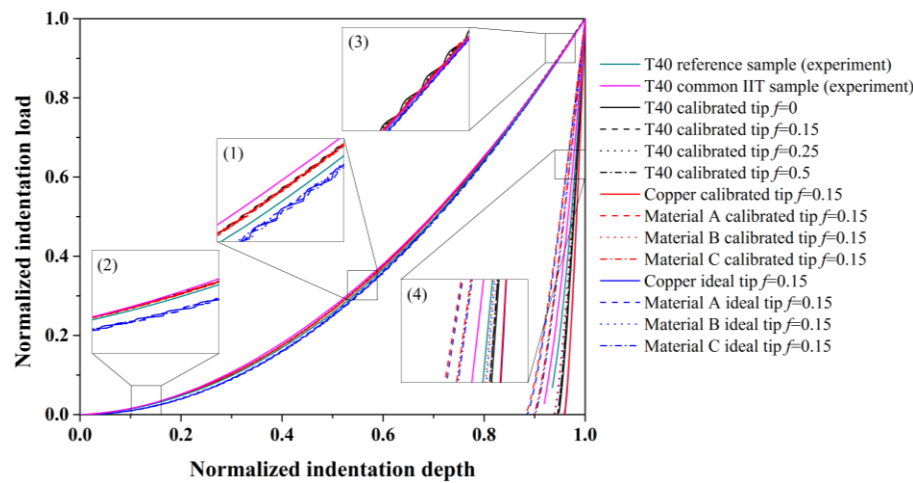 1.0
0.8
0.6
0.4
0.2
0.0
0.0
0.2
0.4
0.6
0.8
1.0
Normalized indentation load
Normalized indentation depth
(3)
(1)
(2)
(4)
T40 reference sample (experiment)
T40 common IIT sample (experiment)
T40 calibrated tip f=0
T40 calibrated tip f=0.15
T40 calibrated tip f=0.25
T40 calibrated tip f=0.5
Copper calibrated tip f=0.15
Material A calibrated tip f=0.15
Material B calibrated tip f=0.15
Material C calibrated tip f=0.15
Copper ideal tip f=0.15
Material A ideal tip f=0.15
Material B ideal tip f=0.15
Material C ideal tip f=0.15